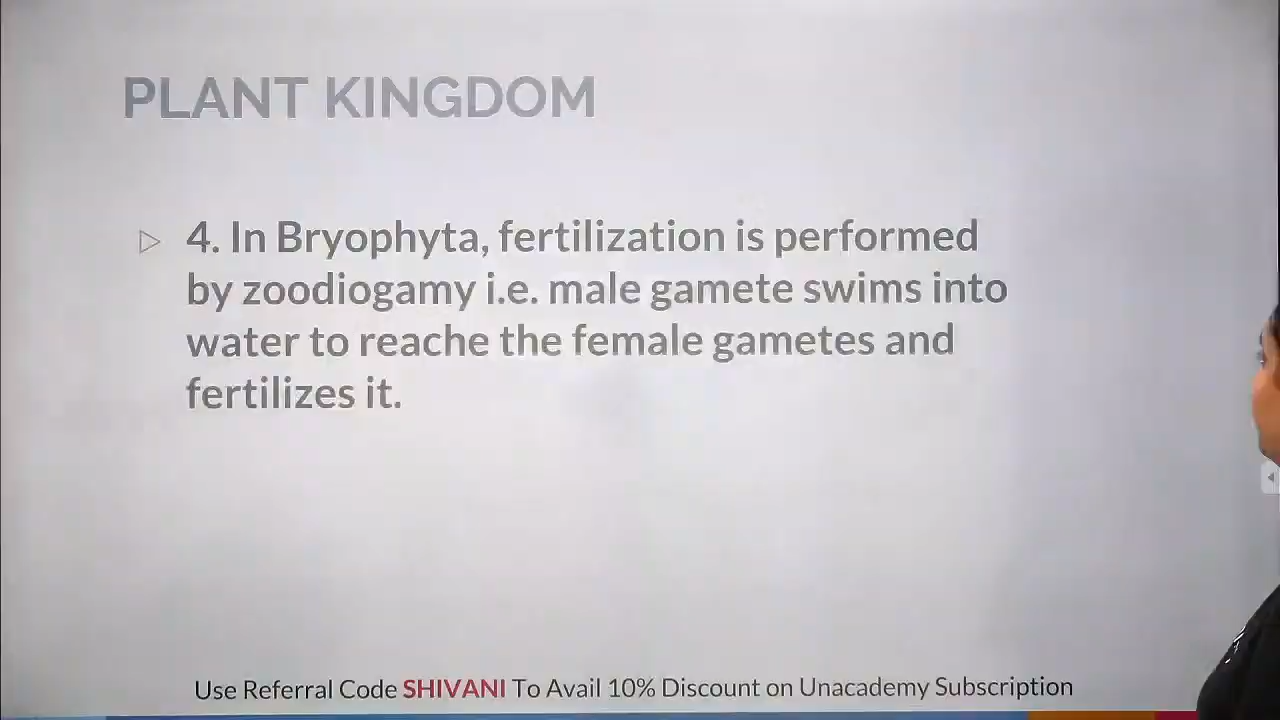 PLANT KINGDOM
▷ 4. In Bryophyta, fertilization is performed
by zoodiogamy i.e. male gamete swims into
water to reache the female gametes and
fertilizes it.
Use Referral Code SHIVANI To Avail 10% Discount on Unacademy Subscription